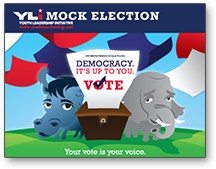 YLI MOCK ELECTION
YOUTH LEADERSHIP INITIATIVE
DEMOCRACY.
IT'S UP TO YOU.
VOTE
Your vote is your voice.